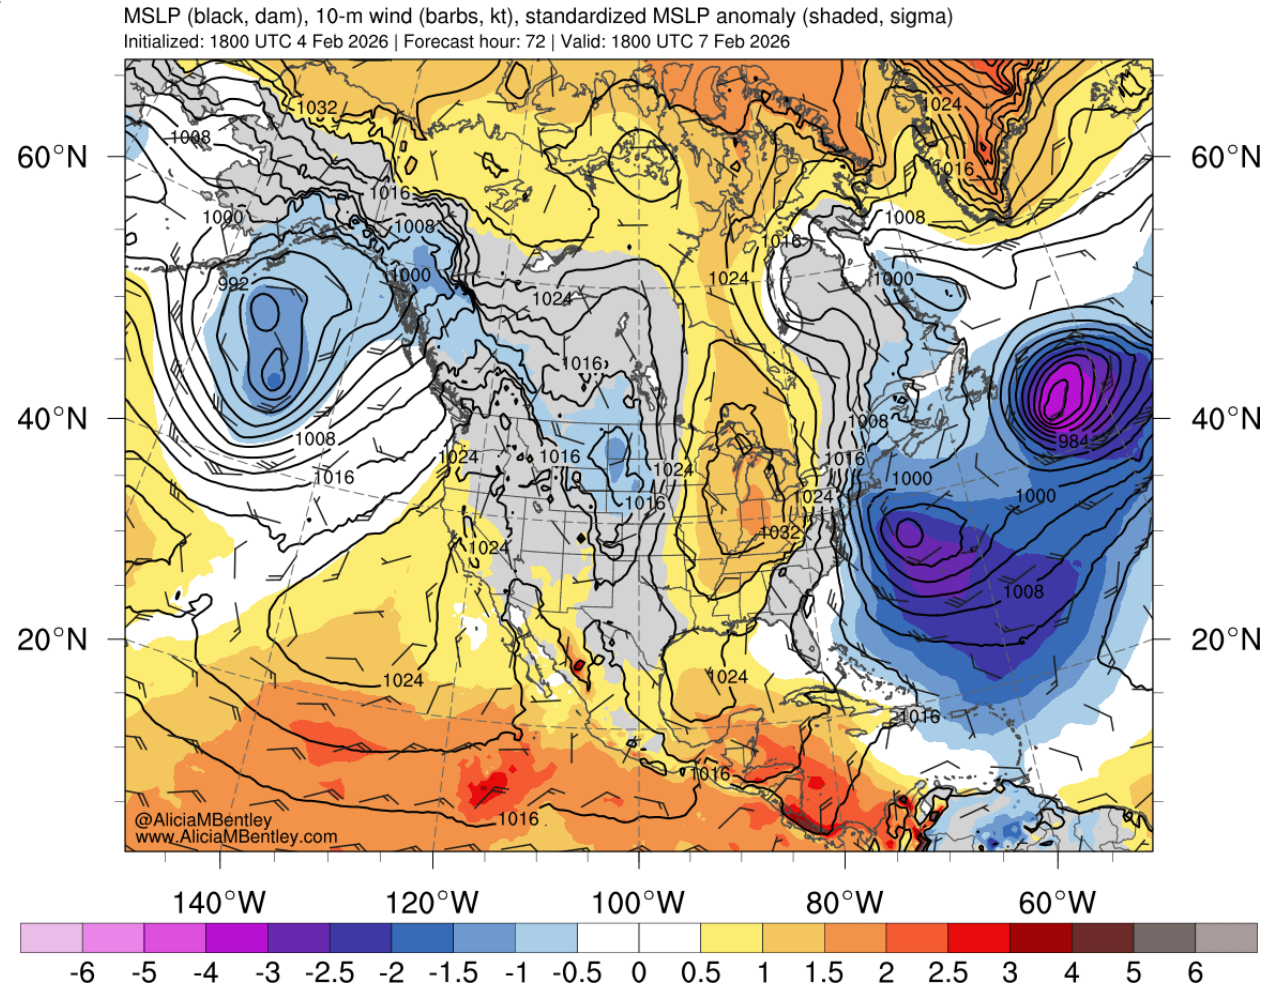 MSLP (black, dam), 10-m wind (barbs, kt), standardized MSLP anomaly (shaded, sigma)
Initialized: 1800 UTC 4 Feb 2026 | Forecast hour: 72 | Valid: 1800 UTC 7 Feb 2026
1032
1024
1008
60°N
60°N
1016
1016
1000
1008
1008
1016
1000
1024
1000
992
1024
1016
40°N
40°N
1008
1008
984
1024
1016
1024
1016
1016
1000
1016
1024
1000
1032
1024
1008
20°N
20°N
1024
1024
1016
1016
1016
@AliciaMBentley
www.AliciaMBentley.com
140°W 120°W 100°W 80°W 60°W
-6 -5 -4 -3 -2.5 -2 -1.5 -1 -0.5 0 0.5 1 1.5 2 2.5 3 4 5 6